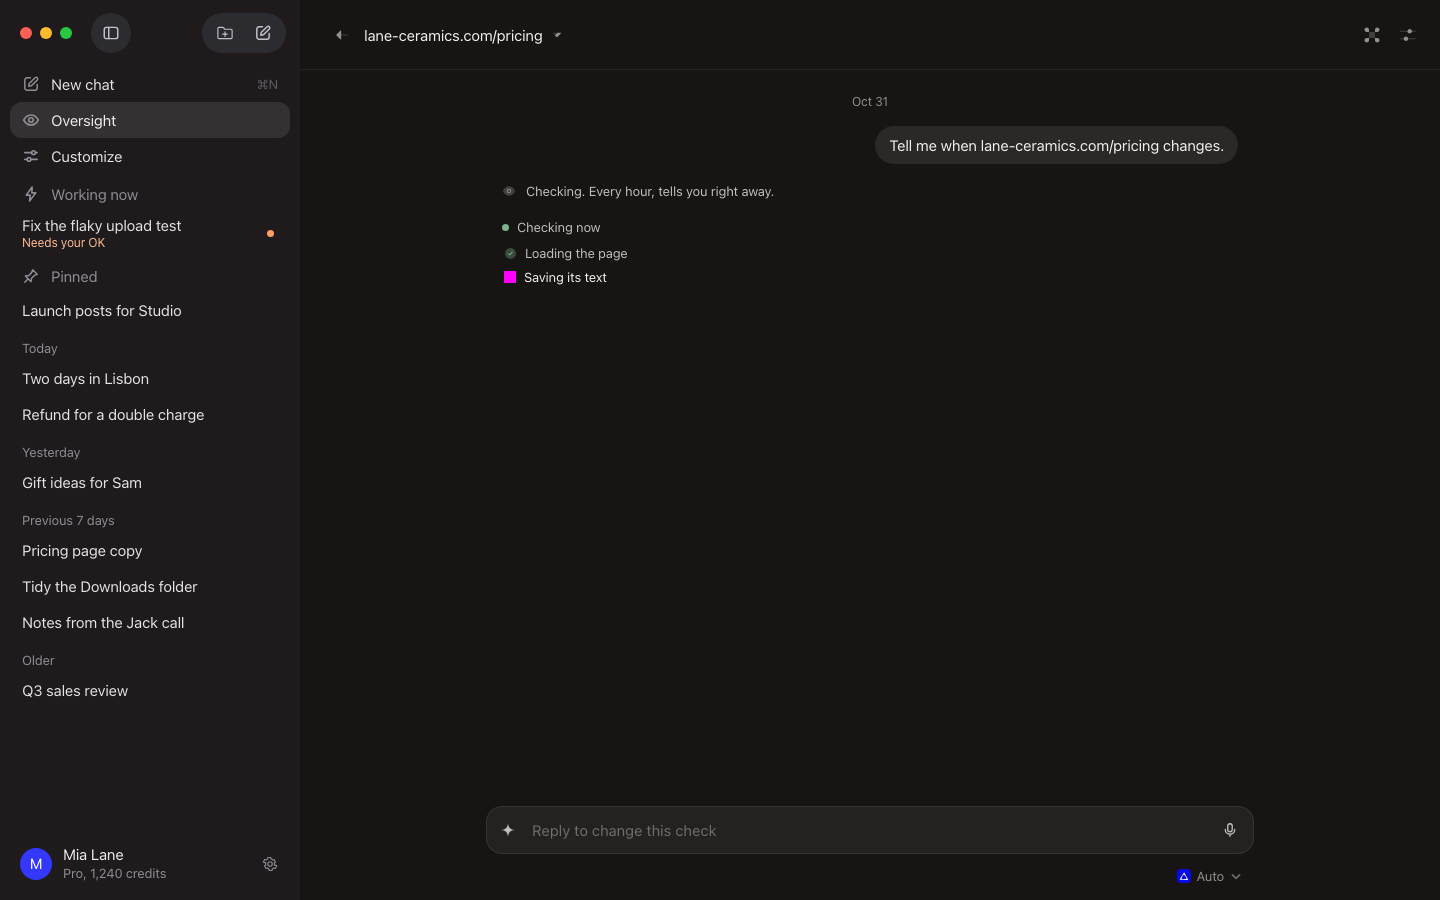 lane-ceramics.com/pricing
New chat
⌘N
Oversight
Customize
Working now
Fix the flaky upload test
Needs your OK
Pinned
Launch posts for Studio
Today
Two days in Lisbon
Refund for a double charge
Yesterday
Gift ideas for Sam
Previous 7 days
Pricing page copy
Tidy the Downloads folder
Notes from the Jack call
Older
Q3 sales review
M
Mia Lane
Pro, 1,240 credits
Oct 31
Tell me when lane-ceramics.com/pricing changes.
Checking. Every hour, tells you right away.
Checking now
Loading the page
Saving its text
Reply to change this check
Auto